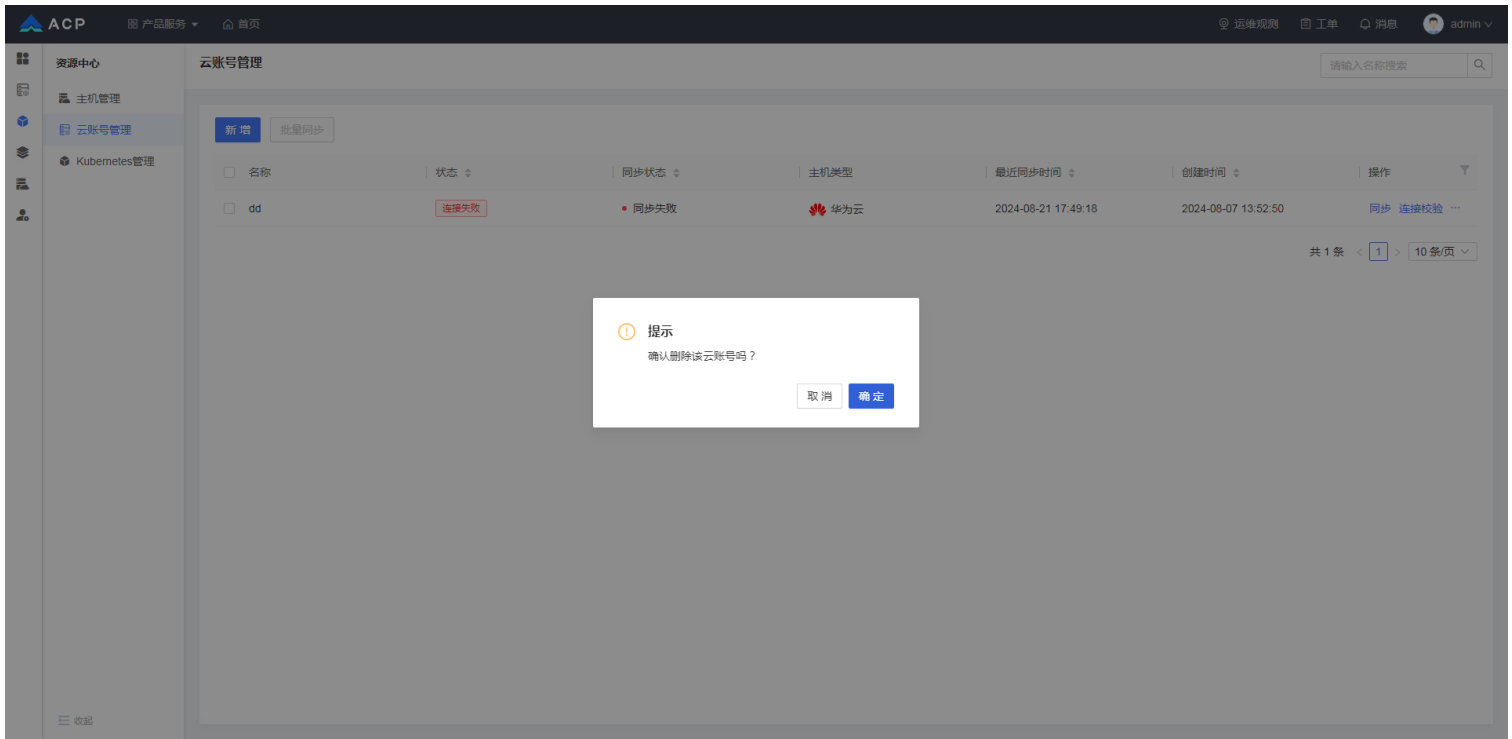 ACP 产品服务 首页 运维观测 工单 消息 admin
资源中心
主机管理
云账号管理
Kubernetes管理
收起
云账号管理 请输入名称搜索
新增 批量同步
名称 状态 同步状态 主机类型 最近同步时间 创建时间 操作
dd 连接失败 同步失败 华为云 2024-08-21 17:49:18 2024-08-07 13:52:50 同步 连接校验 ···
共 1 条 < 1 > 10 条/页
提示
确认删除该云账号吗？
取消 确定